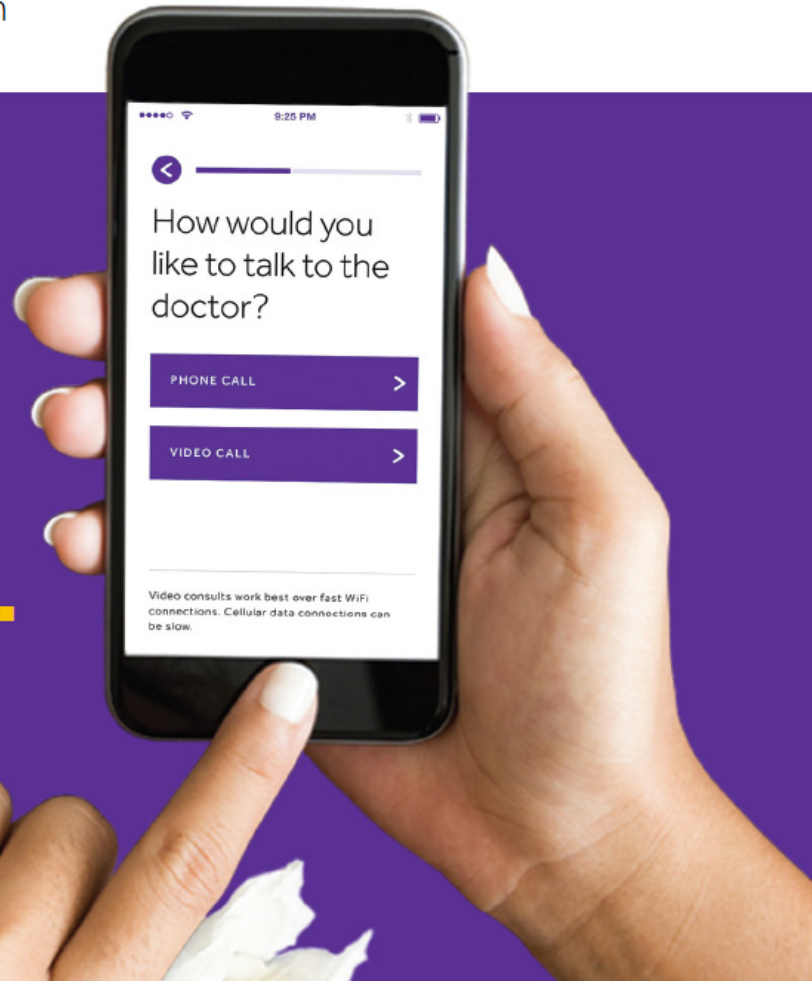 n
9:25 PM
How would you
like to talk to the
doctor?
PHONE CALL
VIDEO CALL
Video consults work best over fast WiFi
connections. Cellular data connections can
be slow.